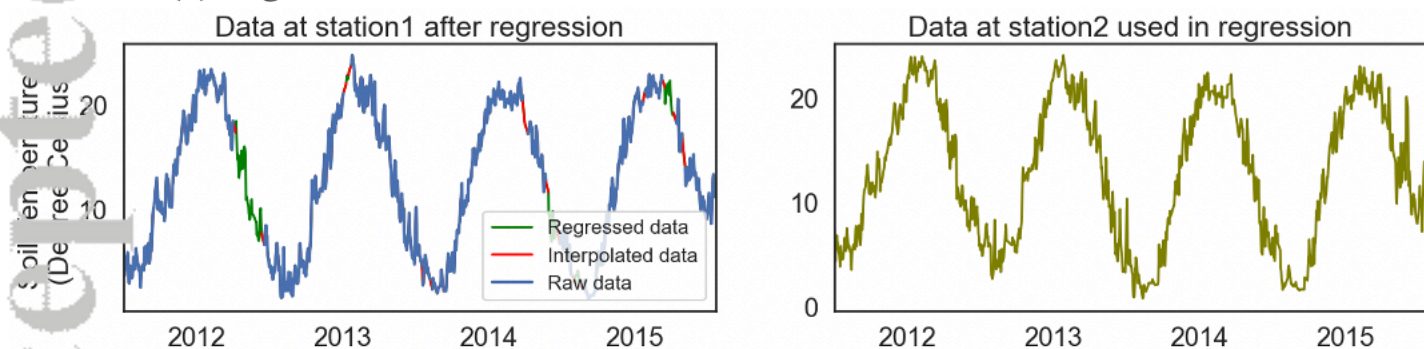 Data at station1 after regression
Data at station2 used in regression
20
10
Regressed data
Interpolated data
Raw data
2012
2013
2014
2015
20
10
0
2012
2013
2014
2015